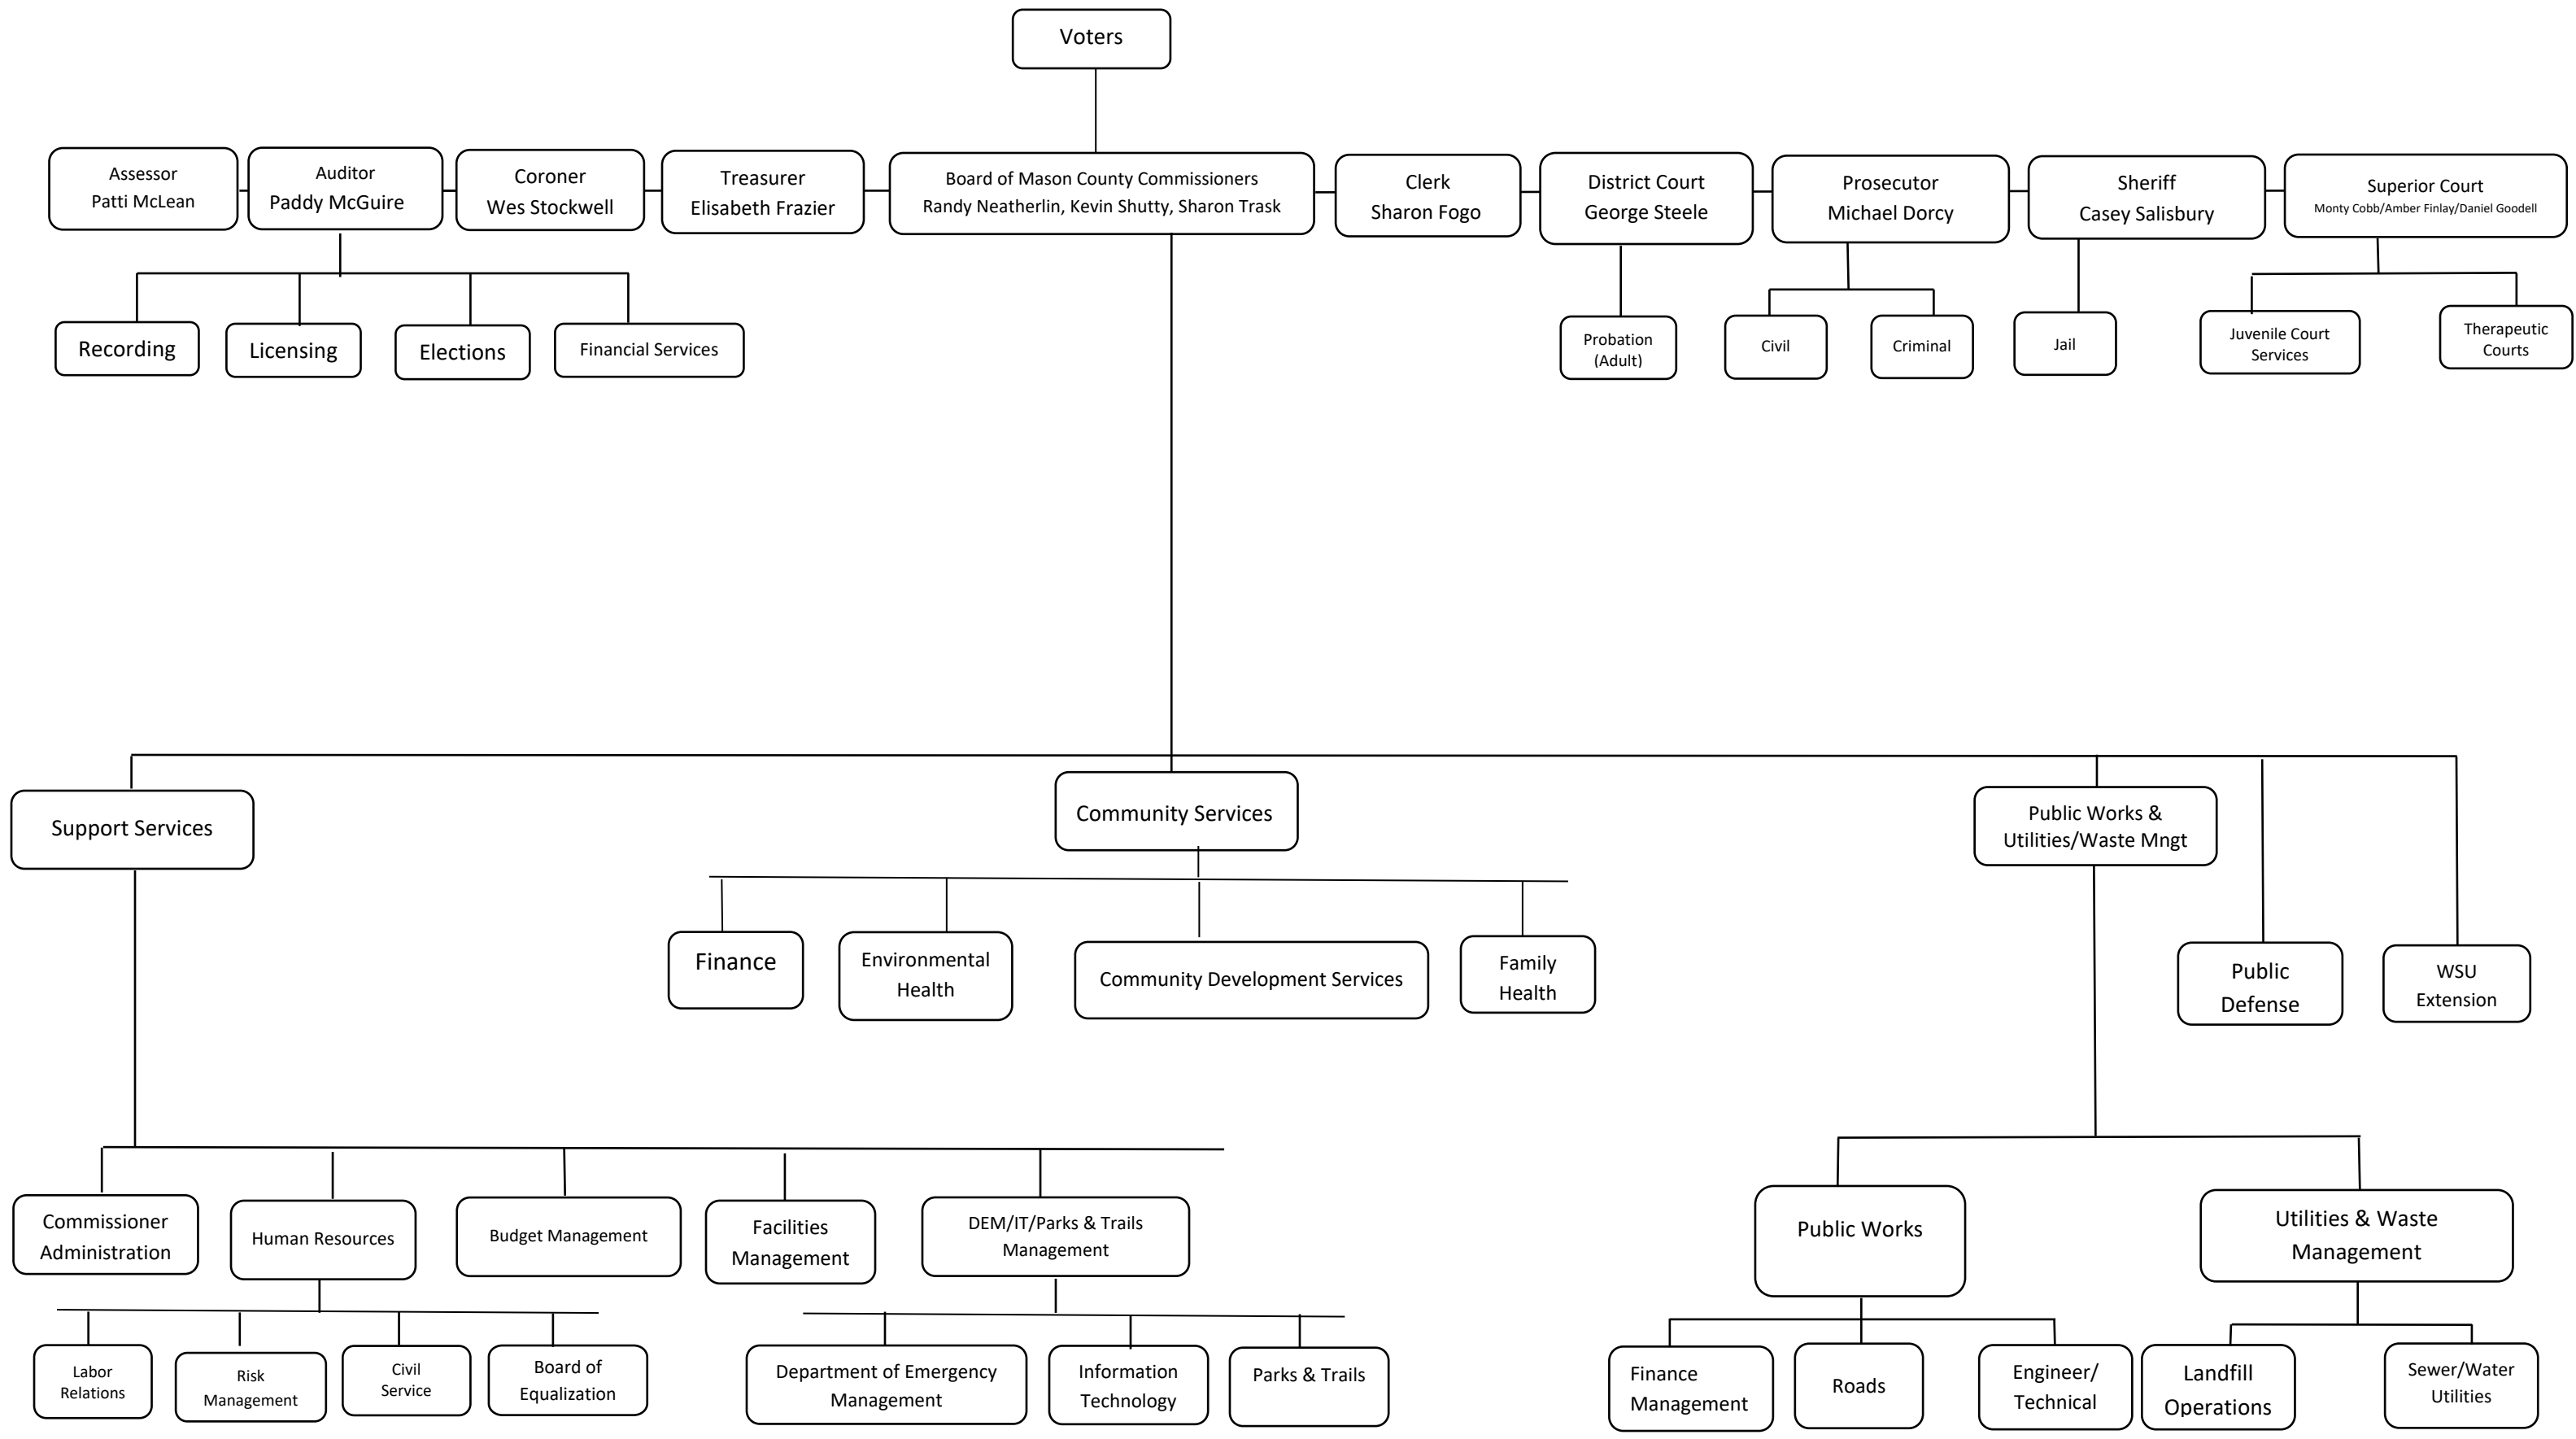 Voters
Assessor
Patti McLean
Auditor
Paddy McGuire
Coroner
Wes Stockwell
Treasurer
Elisabeth Frazier
Board of Mason County Commissioners
Randy Neatherlin, Kevin Shutty, Sharon Trask
Clerk
Sharon Fogo
District Court
George Steele
Prosecutor
Michael Dorcy
Sheriff
Casey Salisbury
Superior Court
Monty Cobb/Amber Finlay/Daniel Goodell
Recording
Licensing
Elections
Financial Services
Probation
(Adult)
Civil
Criminal
Jail
Juvenile Court
Services
Therapeutic
Courts
Support Services
Community Services
Public Works &
Utilities/Waste Mngt
Finance
Environmental
Health
Community Development Services
Family
Health
Public
Defense
WSU
Extension
Commissioner
Administration
Human Resources
Budget Management
Facilities
Management
DEM/IT/Parks & Trails
Management
Public Works
Utilities & Waste
Management
Labor
Relations
Risk
Management
Civil
Service
Board of
Equalization
Department of Emergency
Management
Information
Technology
Parks & Trails
Finance
Management
Roads
Engineer/
Technical
Landfill
Operations
Sewer/Water
Utilities